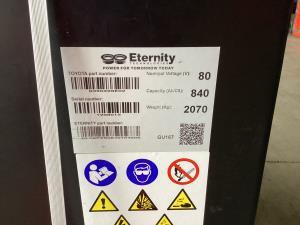 Eternity
TECHNOLOGIES
POWER FOR TOMORROW TODAY
TOYOTA part number: Nominal Voltage (V): 80
Capacity (Ah/C5): 840
Serial number:
Weight (Kg): 2070
ETERNITY part number:
GU167